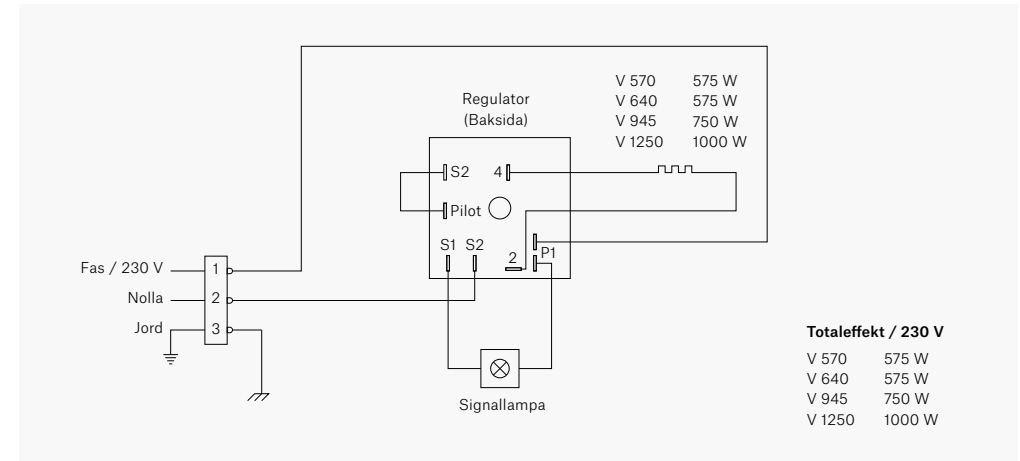 V 570 575 W
V 640 575 W
V 945 750 W
V 1250 1000 W
Regulator
(Baksida)
S2 4
Pilot
S1 S2
2 P1
Fas / 230 V 1
Nolla 2
Jord 3
Signallampa
Totaleffekt / 230 V
V 570 575 W
V 640 575 W
V 945 750 W
V 1250 1000 W